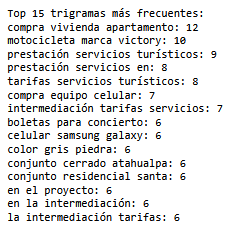 Top 15 trigramas más frecuentes:
compra vivienda apartamento: 12
motocicleta marca victory: 10
prestación servicios turísticos: 9
prestación servicios en: 8
tarifas servicios turísticos: 8
compra equipo celular: 7
intermediación tarifas servicios: 7
boletas para concierto: 6
celular samsung galaxy: 6
color gris piedra: 6
conjunto cerrado atahualpa: 6
conjunto residencial santa: 6
en el proyecto: 6
en la intermediación: 6
la intermediación tarifas: 6